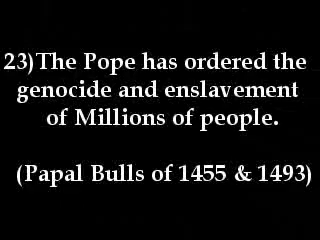 23)The Pope has ordered the
genocide and enslavement
of Millions of people.
(Papal Bulls of 1455 & 1493)